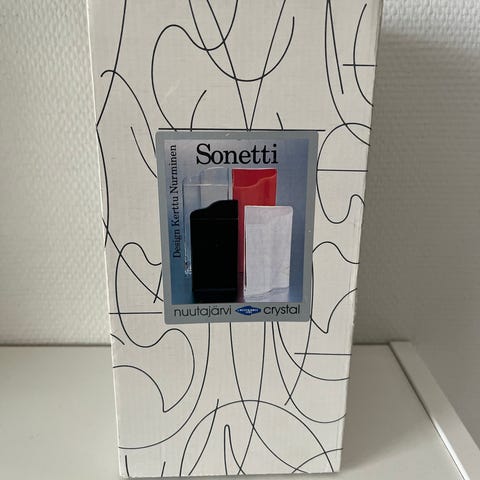 Sonetti
Design Kerttu Nurminen
nuutajärvi crystal